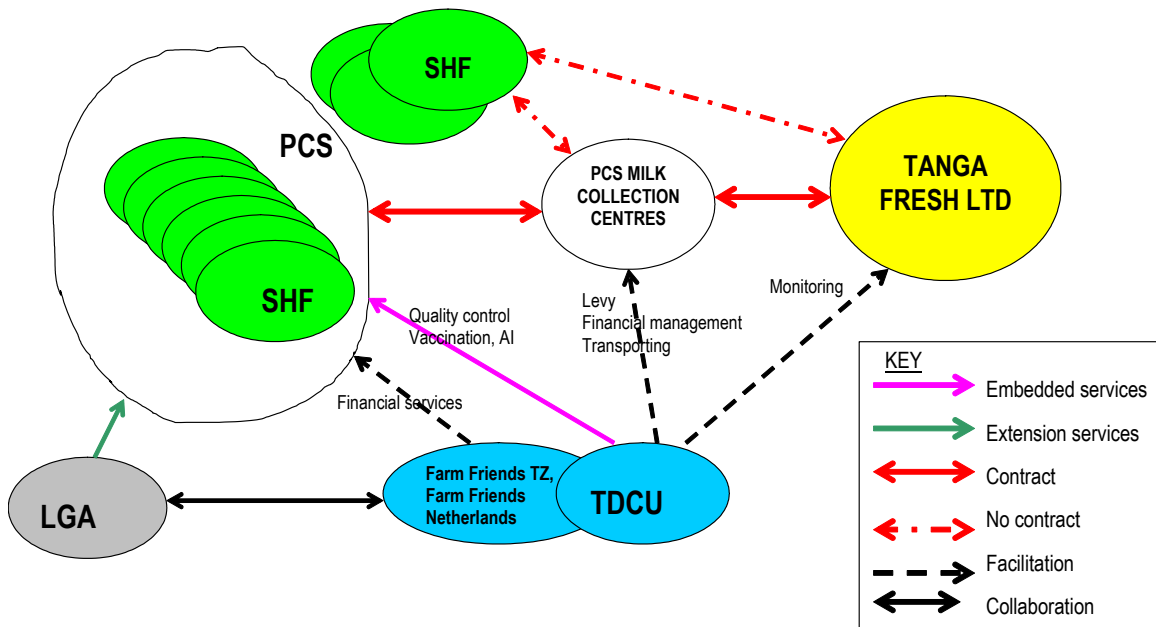 SHF
PCS
SHF
PCS MILK
COLLECTION
CENTRES
TANGA
FRESH LTD
Quality control
Vaccination, AI
Levy
Financial management
Transporting
Monitoring
Financial services
LGA
Farm Friends TZ,
Farm Friends
Netherlands
TDCU
KEY
Embedded services
Extension services
Contract
No contract
Facilitation
Collaboration